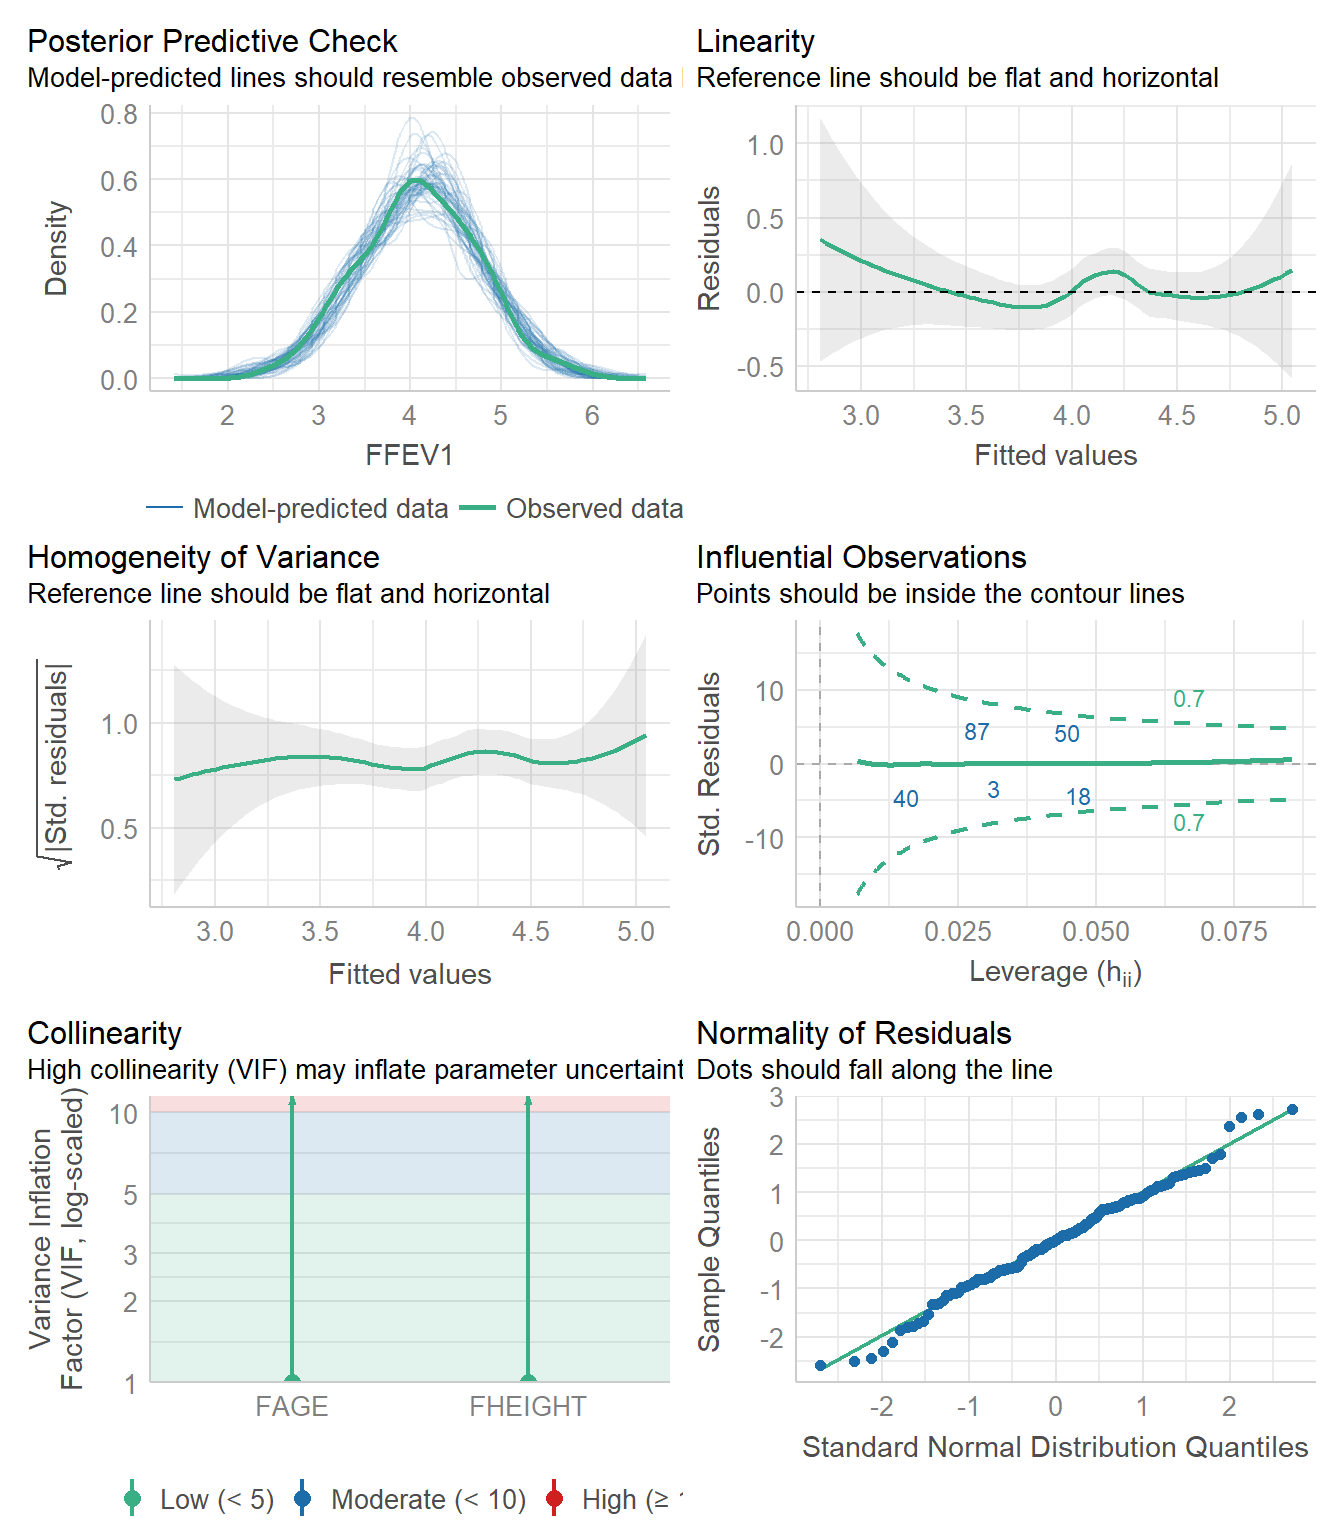 Posterior Predictive Check
Model-predicted lines should resemble observed data
Density
0.8
0.6
0.4
0.2
0.0
2 3 4 5 6
FFEV1
Model-predicted data Observed data
Linearity
Reference line should be flat and horizontal
Residuals
1.0
0.5
0.0
-0.5
3.0 3.5 4.0 4.5 5.0
Fitted values
Homogeneity of Variance
Reference line should be flat and horizontal
√|Std. residuals|
1.0
0.5
3.0 3.5 4.0 4.5 5.0
Fitted values
Influential Observations
Points should be inside the contour lines
Std. Residuals
10
0
-10
0.7
87 50
40 3 18
0.7
0.000 0.025 0.050 0.075
Leverage (hii)
Collinearity
High collinearity (VIF) may inflate parameter uncertaint
Variance Inflation
Factor (VIF, log-scaled)
10
5
3
2
1
FAGE FHEIGHT
Low (< 5) Moderate (< 10) High (≥
Normality of Residuals
Dots should fall along the line
Sample Quantiles
3
2
1
0
-1
-2
-2 -1 0 1 2
Standard Normal Distribution Quantiles